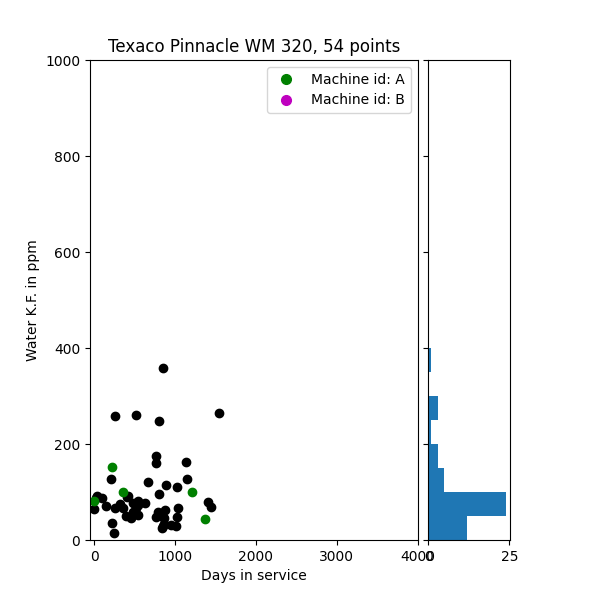 Texaco Pinnacle WM 320, 54 points
Machine id: A
Machine id: B
Water K.F. in ppm
1000
800
600
400
200
0
0
1000
2000
3000
4000
0
25
Days in service